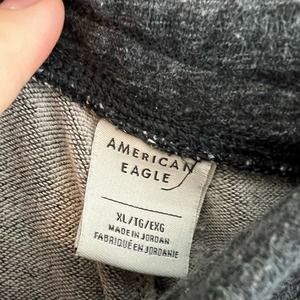 AMERICAN
EAGLE
XL/TG/EXG
MADE IN JORDAN
FABRIQUÉ EN JORDANIE